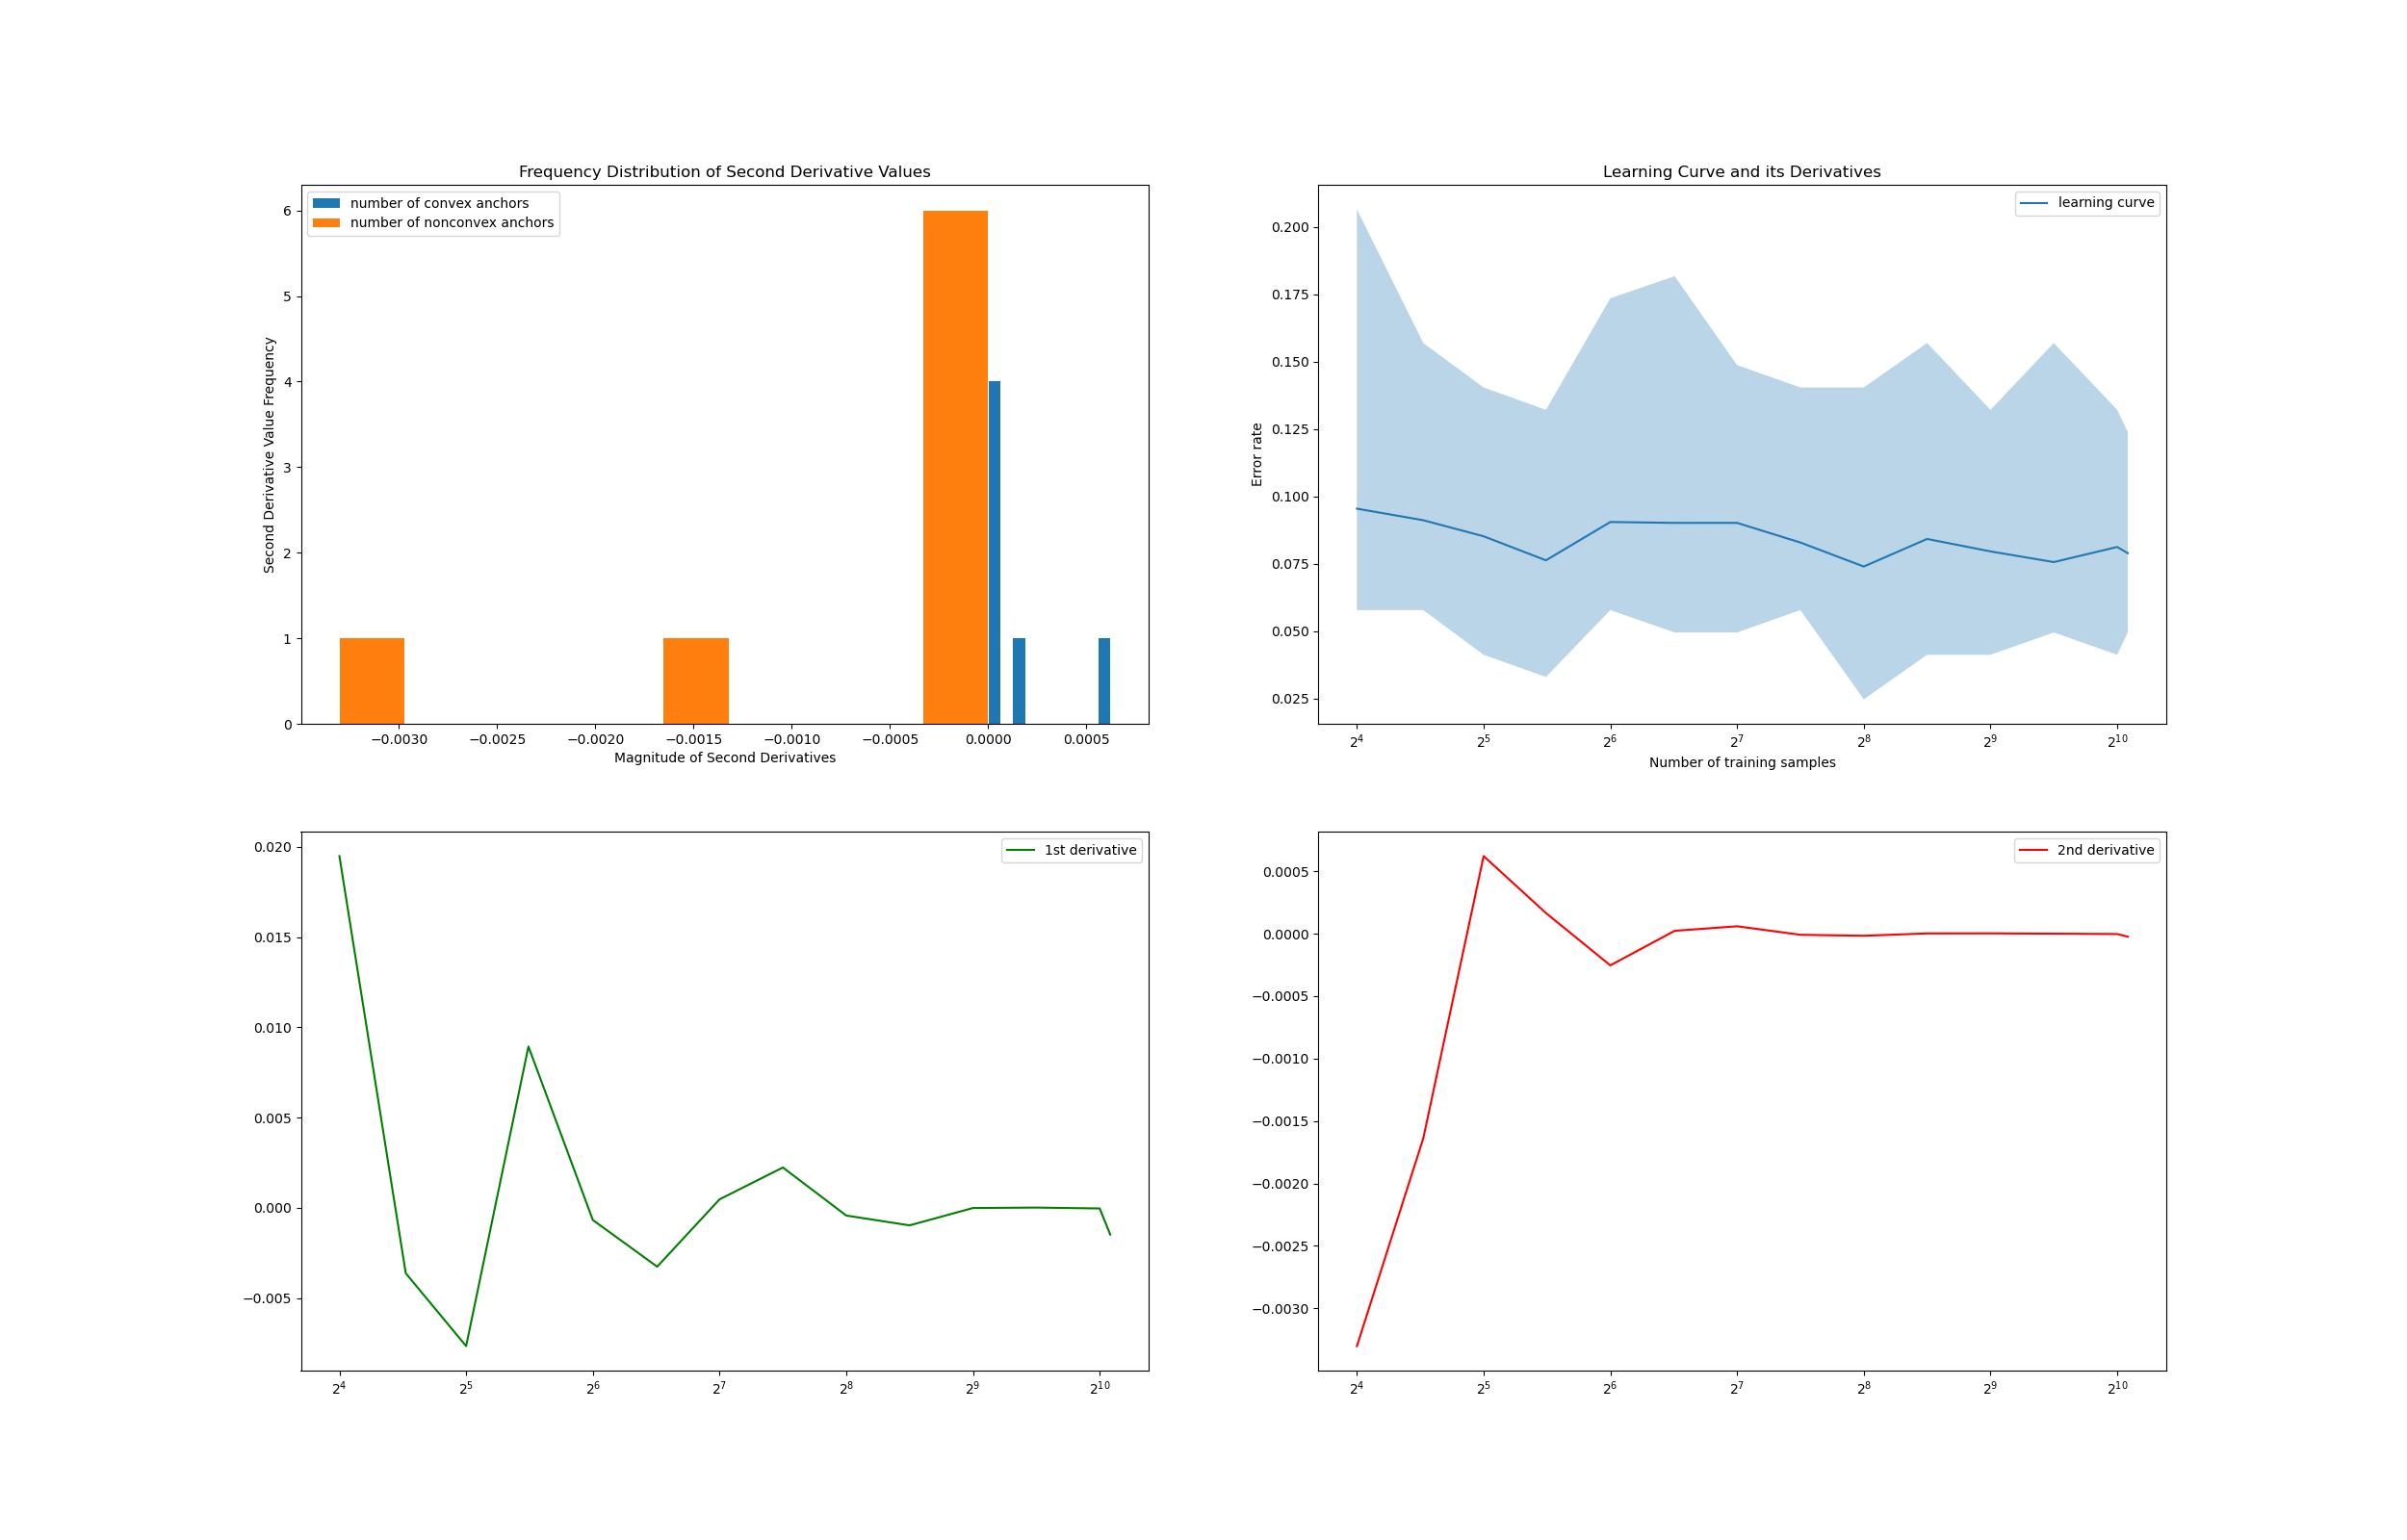 Frequency Distribution of Second Derivative Values
number of convex anchors
number of nonconvex anchors
6
5
4
3
2
1
0
Second Derivative Value Frequency
−0.0030 −0.0025 −0.0020 −0.0015 −0.0010 −0.0005 0.0000 0.0005
Magnitude of Second Derivatives
Learning Curve and its Derivatives
learning curve
0.200
0.175
0.150
0.125
0.100
0.075
0.050
0.025
Error rate
2⁴ 2⁵ 2⁶ 2⁷ 2⁸ 2⁹ 2¹⁰
Number of training samples
1st derivative
0.020
0.015
0.010
0.005
0.000
−0.005
2⁴ 2⁵ 2⁶ 2⁷ 2⁸ 2⁹ 2¹⁰
2nd derivative
0.0005
0.0000
−0.0005
−0.0010
−0.0015
−0.0020
−0.0025
−0.0030
2⁴ 2⁵ 2⁶ 2⁷ 2⁸ 2⁹ 2¹⁰